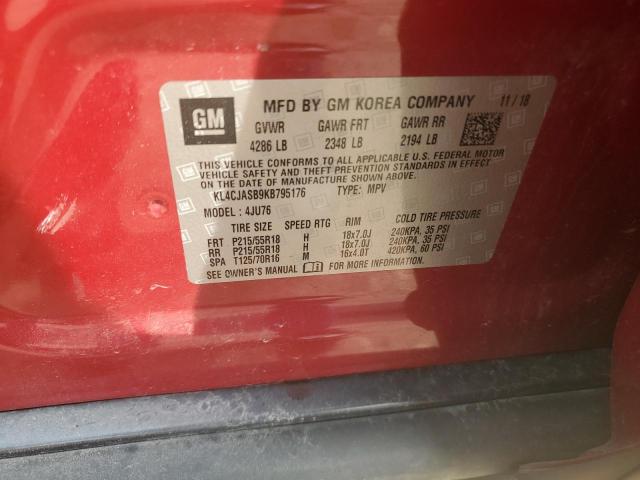 GM
MFD BY GM KOREA COMPANY 11/18
GVWR GAWR FRT GAWR RR
4286 LB 2348 LB 2194 LB
THIS VEHICLE CONFORMS TO ALL APPLICABLE U.S. FEDERAL MOTOR
VEHICLE SAFETY AND THEFT PREVENTION STANDARDS IN EFFECT
ON THE DATE OF MANUFACTURE SHOWN ABOVE.
KL4CJASB9KB795176 TYPE: MPV
MODEL : 4JU76
TIRE SIZE SPEED RTG RIM COLD TIRE PRESSURE
FRT P215/55R18 H 18x7.0J 240KPA, 35 PSI
RR P215/55R18 H 18x7.0J 240KPA, 35 PSI
SPA T125/70R16 M 16x4.0T 420KPA, 60 PSI
SEE OWNER'S MANUAL FOR MORE INFORMATION.